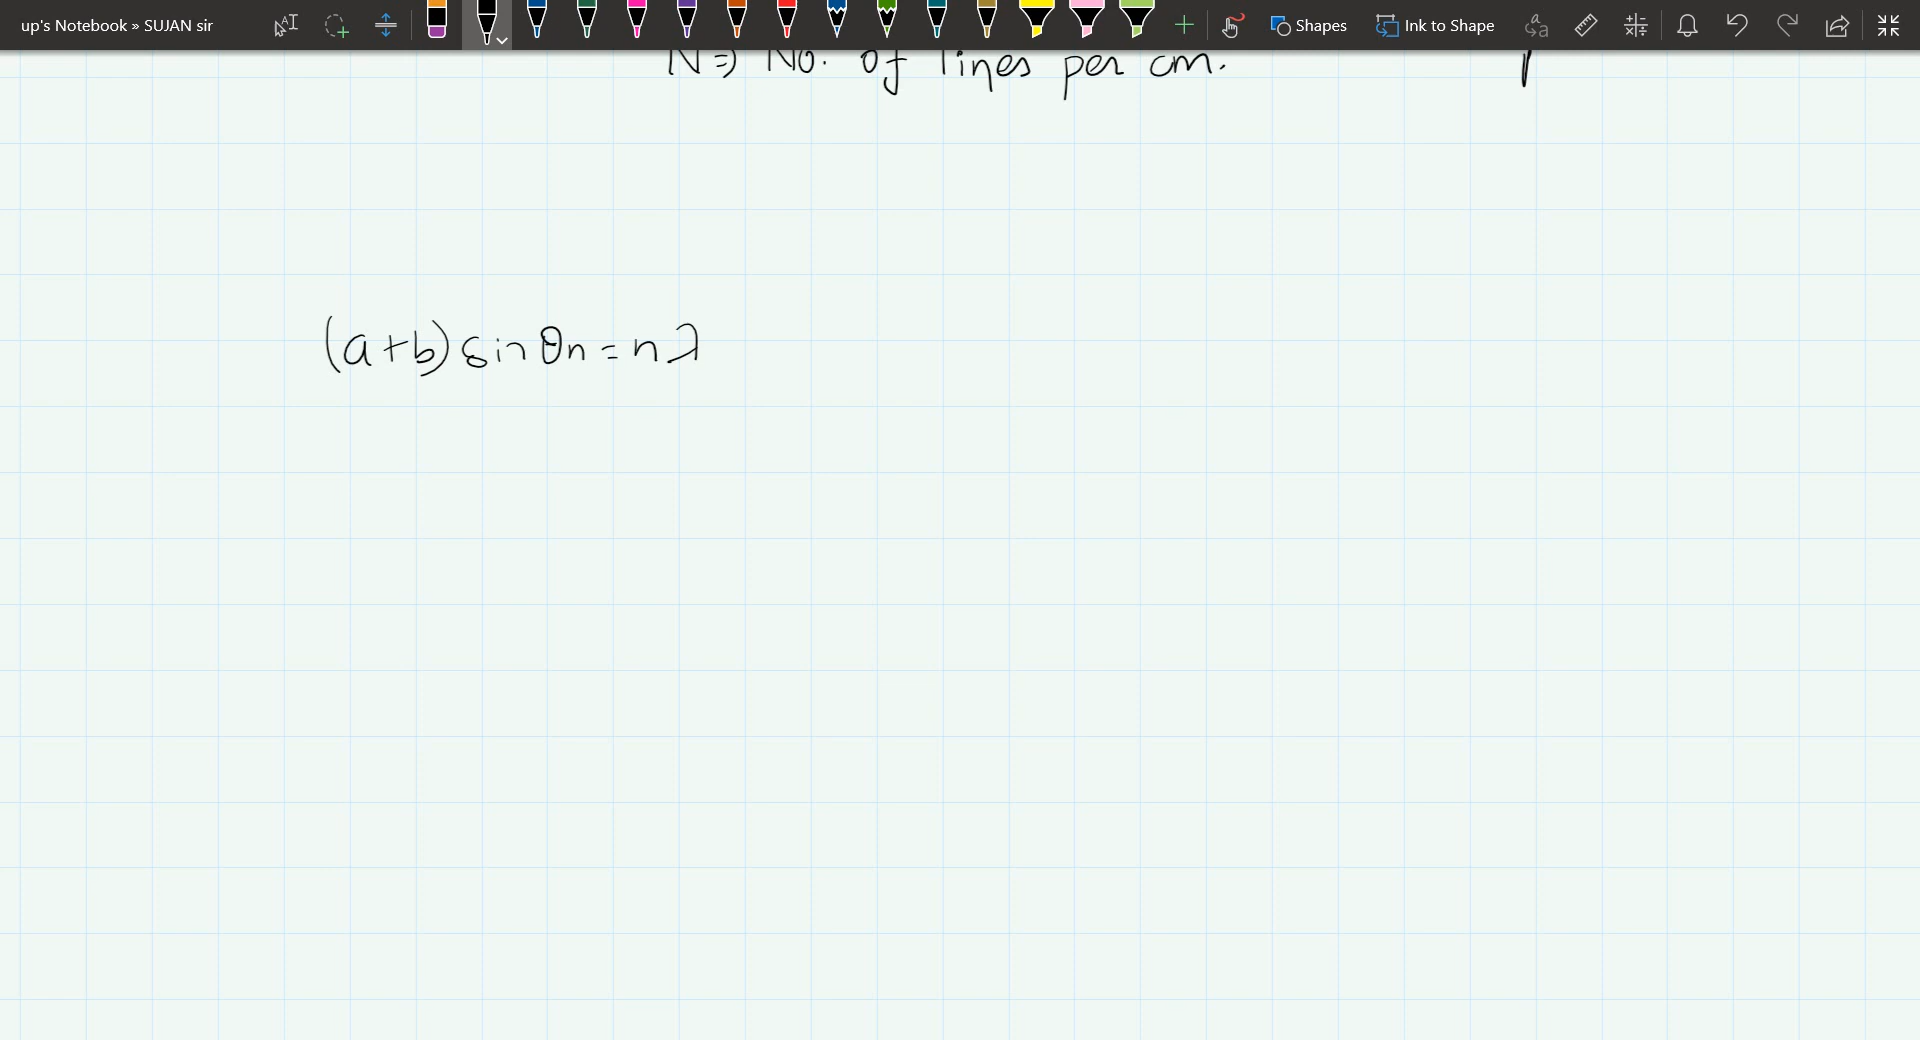 up's Notebook » SUJAN sir
Shapes
Ink to Shape
N => No. of lines per cm.
(a+b) sin θn = nλ